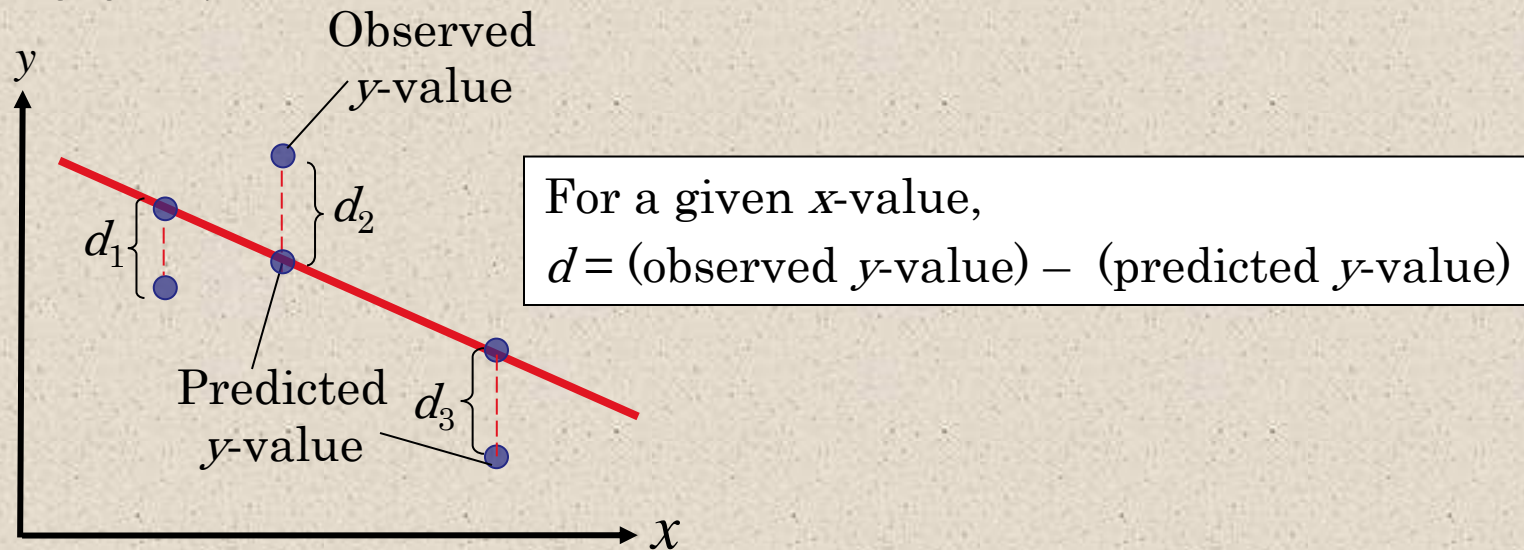 Observed
y-value
y
d2
d1
For a given x-value,
d = (observed y-value) – (predicted y-value)
Predicted
y-value
d3
x